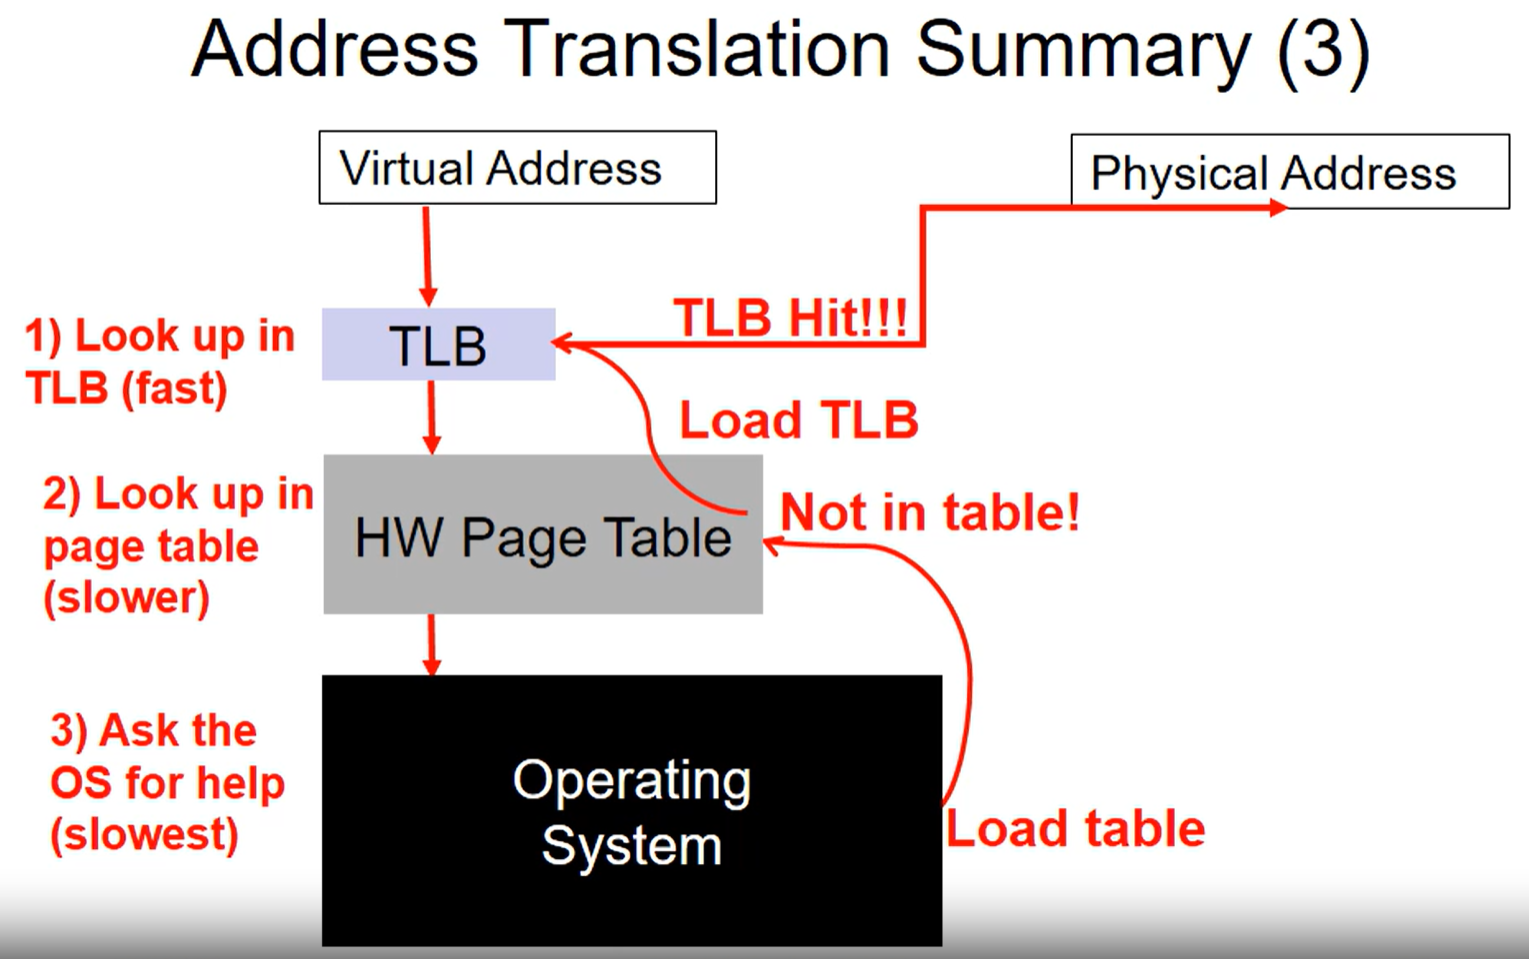 Address Translation Summary (3)
Virtual Address
Physical Address
1) Look up in
TLB (fast)
TLB
TLB Hit!!!
Load TLB
2) Look up in
page table
(slower)
HW Page Table
Not in table!
3) Ask the
OS for help
(slowest)
Operating
System
Load table